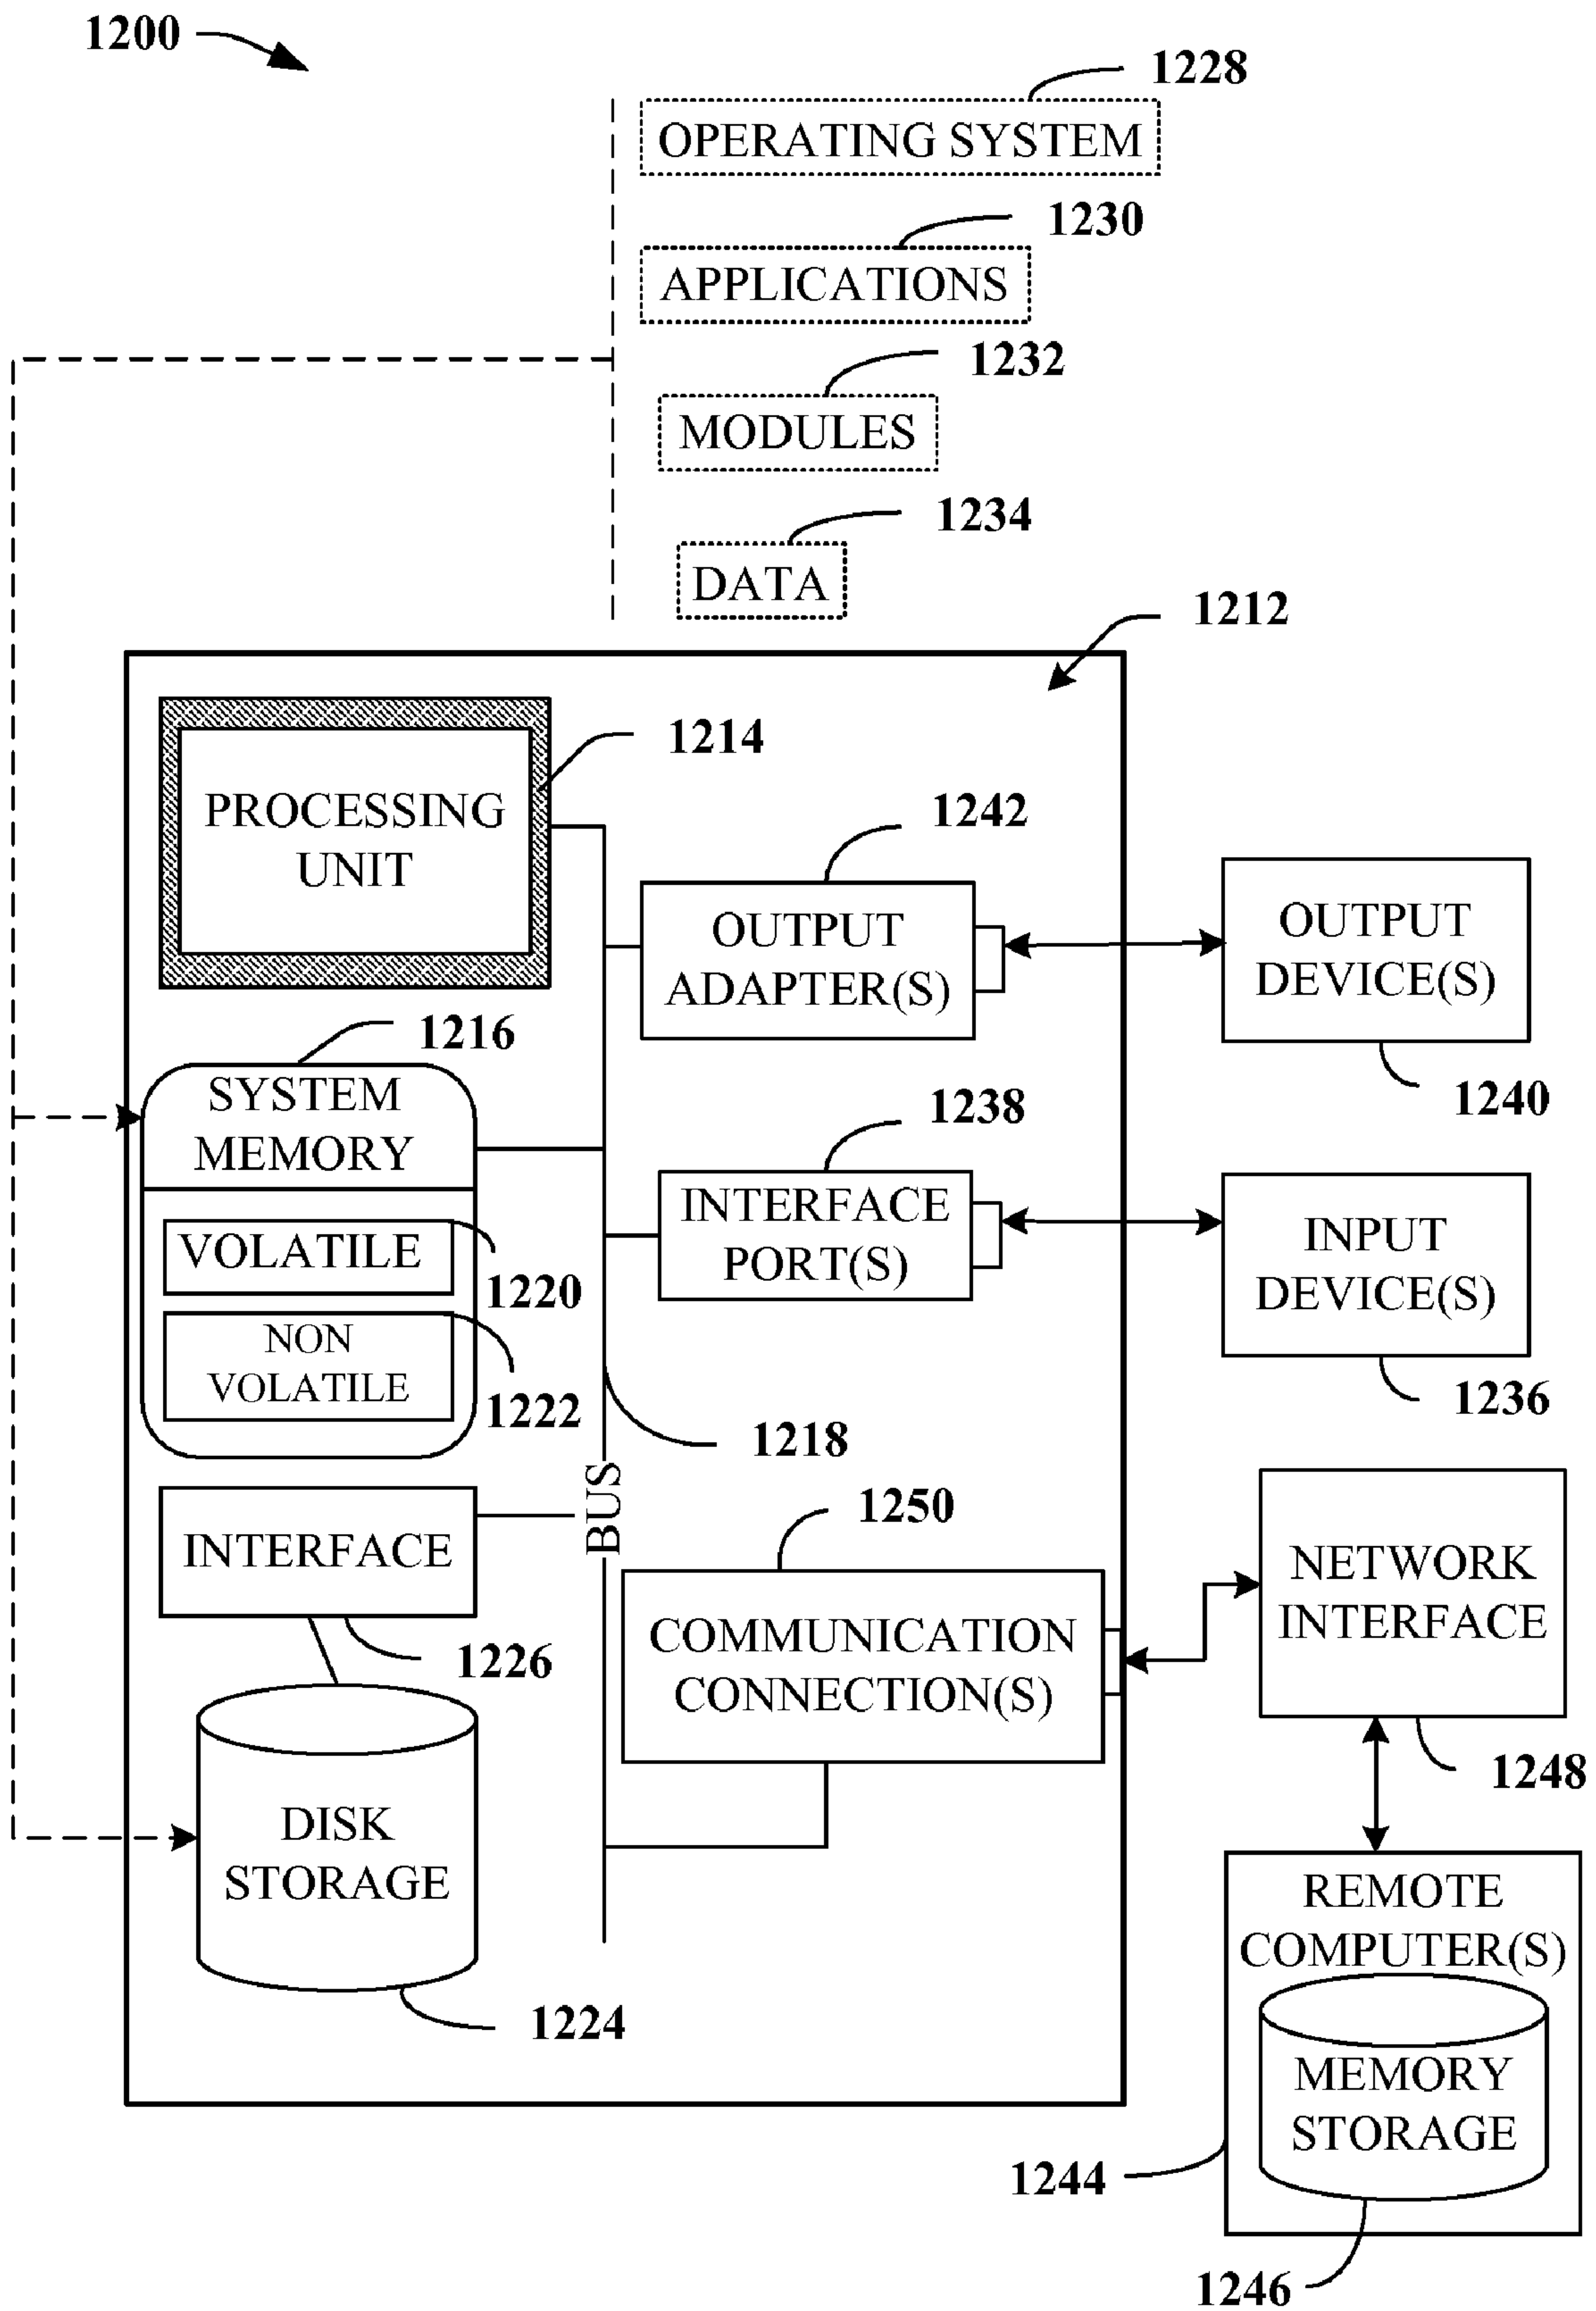 1200
1228
OPERATING SYSTEM
1230
APPLICATIONS
1232
MODULES
1234
DATA
1212
1214
PROCESSING
UNIT
1242
OUTPUT
ADAPTER(S)
OUTPUT
DEVICE(S)
1240
1216
SYSTEM
MEMORY
VOLATILE
1220
NON
VOLATILE
1222
1238
INTERFACE
PORT(S)
INPUT
DEVICE(S)
1236
1218
BUS
INTERFACE
1226
1250
COMMUNICATION
CONNECTION(S)
NETWORK
INTERFACE
1248
DISK
STORAGE
1224
REMOTE
COMPUTER(S)
MEMORY
STORAGE
1244
1246